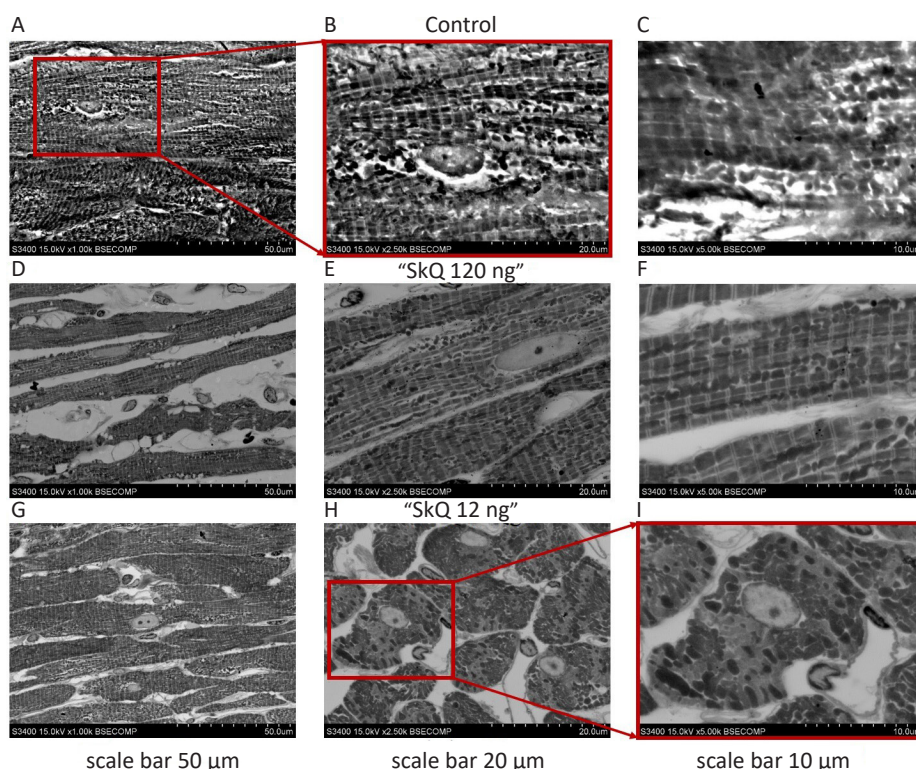 A
B
Control
C
S3400 15.0kV x1.00k BSECOMP
50.0um
S3400 15.0kV x2.50k BSECOMP
20.0um
S3400 15.0kV x5.00k BSECOMP
10.0um
D
E
“SkQ 120 ng”
F
S3400 15.0kV x1.00k BSECOMP
50.0um
S3400 15.0kV x2.50k BSECOMP
20.0um
S3400 15.0kV x5.00k BSECOMP
10.0um
G
H
“SkQ 12 ng”
I
S3400 15.0kV x1.00k BSECOMP
50.0um
S3400 15.0kV x2.50k BSECOMP
20.0um
S3400 15.0kV x5.00k BSECOMP
10.0um
scale bar 50 μm
scale bar 20 μm
scale bar 10 μm